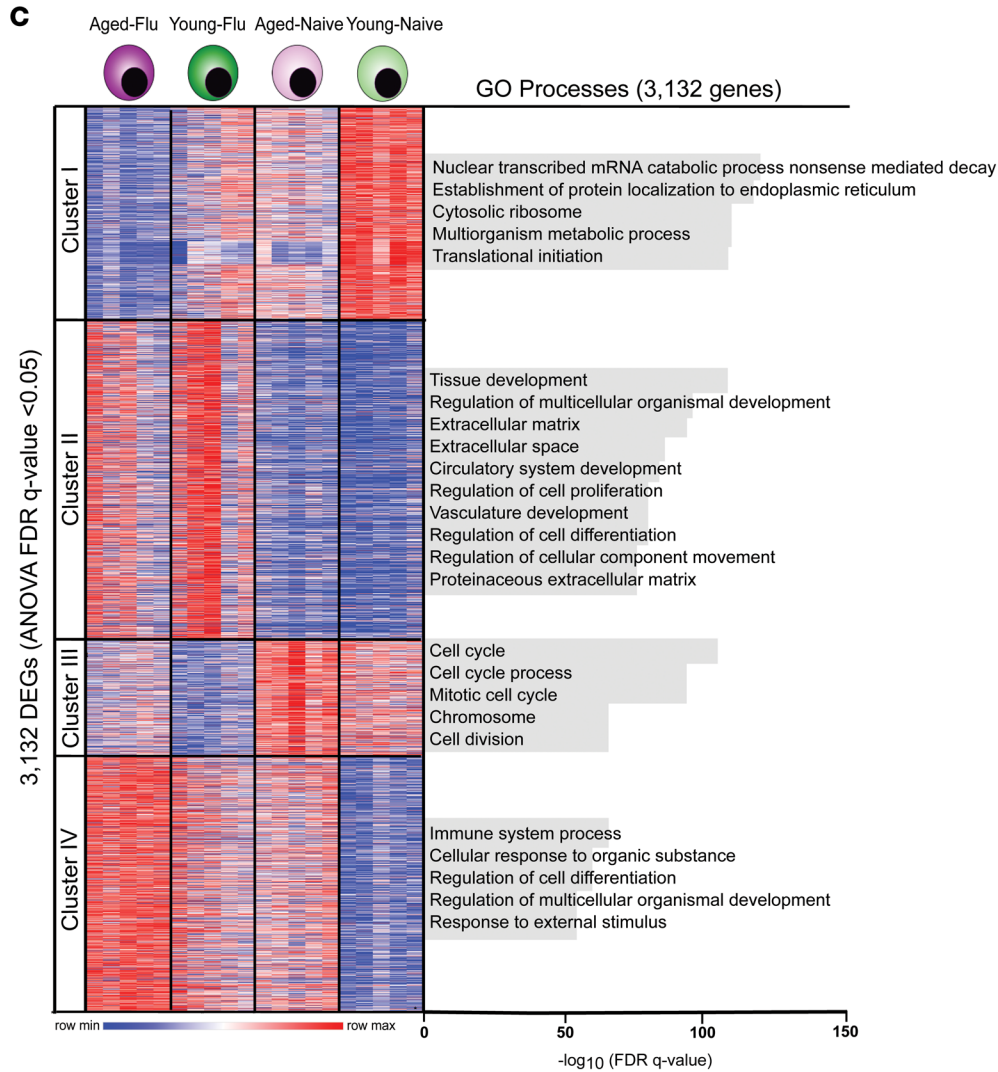 c
Aged-Flu Young-Flu Aged-Naive Young-Naive
GO Processes (3,132 genes)
3,132 DEGs (ANOVA FDR q-value <0.05)
Cluster I
Nuclear transcribed mRNA catabolic process nonsense mediated decay
Establishment of protein localization to endoplasmic reticulum
Cytosolic ribosome
Multiorganism metabolic process
Translational initiation
Cluster II
Tissue development
Regulation of multicellular organismal development
Extracellular matrix
Extracellular space
Circulatory system development
Regulation of cell proliferation
Vasculature development
Regulation of cell differentiation
Regulation of cellular component movement
Proteinaceous extracellular matrix
Cluster III
Cell cycle
Cell cycle process
Mitotic cell cycle
Chromosome
Cell division
Cluster IV
Immune system process
Cellular response to organic substance
Regulation of cell differentiation
Regulation of multicellular organismal development
Response to external stimulus
row min row max
0 50 100 150
-log10 (FDR q-value)